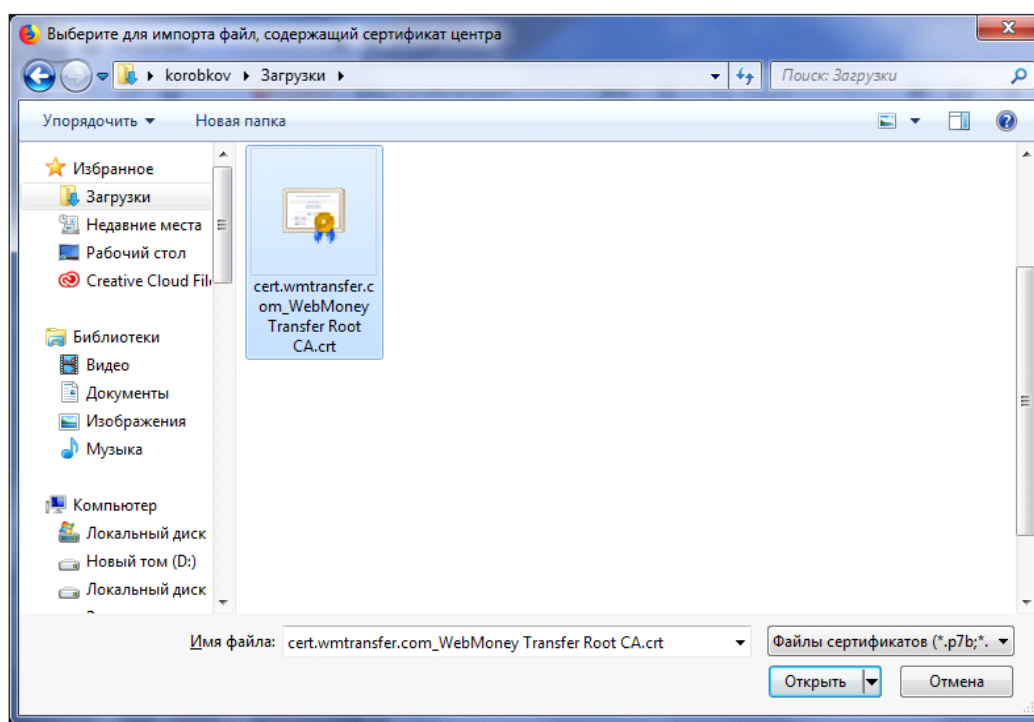 Выберите для импорта файл, содержащий сертификат центра
korobkov Загрузки
Поиск: Загрузки
Упорядочить Новая папка
Избранное
Загрузки
Недавние места
Рабочий стол
Creative Cloud Fil
Библиотеки
Видео
Документы
Изображения
Музыка
Компьютер
Локальный диск
Новый том (D:)
Локальный диск
cert.wmtransfer.c
om_WebMoney
Transfer Root
CA.crt
Имя файла: cert.wmtransfer.com_WebMoney Transfer Root CA.crt
Файлы сертификатов (*.p7b;*.
Открыть Отмена